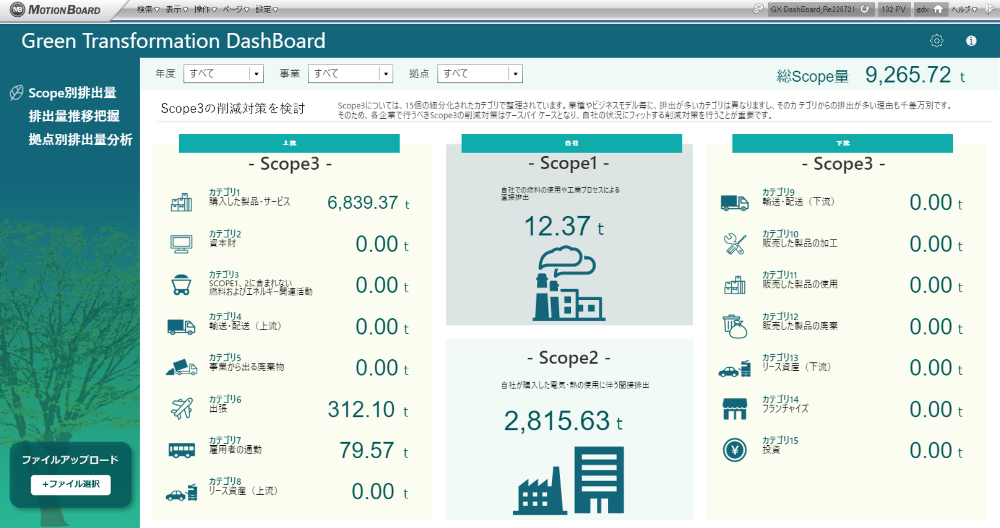 MB MOTIONBOARD 検索▽ 表示▽ 操作▽ ページ▽ 設定▽ GX DashBoard_Re220721 132 PV gdx ヘルプ▽
Green Transformation DashBoard
Scope別排出量
排出量推移把握
拠点別排出量分析
ファイルアップロード
+ファイル選択
年度 すべて 事業 すべて 拠点 すべて 総Scope量 9,265.72 t
Scope3の削減対策を検討
Scope3については、15個の細分化されたカテゴリで整理されています。業種やビジネスモデル毎に、排出が多いカテゴリは異なりますし、そのカテゴリからの排出が多い理由も千差万別です。
そのため、各企業で行うべきScope3の削減対策はケースバイケースとなり、自社の状況にフィットする削減対策を行うことが重要です。
上流
- Scope3 -
カテゴリ1
購入した製品・サービス
6,839.37 t
カテゴリ2
資本財
0.00 t
カテゴリ3
SCOPE1、2に含まれない
燃料およびエネルギー関連活動
0.00 t
カテゴリ4
輸送・配送（上流）
0.00 t
カテゴリ5
事業から出る廃棄物
0.00 t
カテゴリ6
出張
312.10 t
カテゴリ7
雇用者の通勤
79.57 t
カテゴリ8
リース資産（上流）
0.00 t
自社
- Scope1 -
自社での燃料の使用や工業プロセスによる
直接排出
12.37 t
- Scope2 -
自社が購入した電気・熱の使用に伴う間接排出
2,815.63 t
下流
- Scope3 -
カテゴリ9
輸送・配送（下流）
0.00 t
カテゴリ10
販売した製品の加工
0.00 t
カテゴリ11
販売した製品の使用
0.00 t
カテゴリ12
販売した製品の廃棄
0.00 t
カテゴリ13
リース資産（下流）
0.00 t
カテゴリ14
フランチャイズ
0.00 t
カテゴリ15
投資
0.00 t